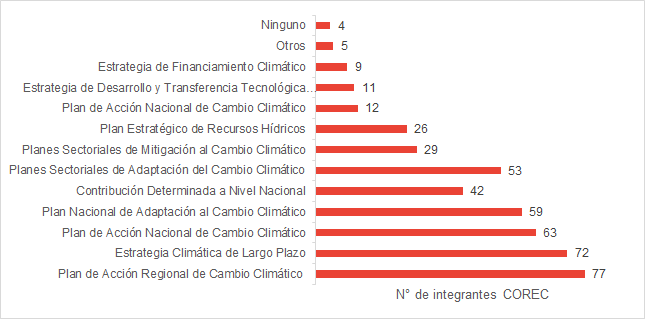 Ninguno 4
Otros 5
Estrategia de Financiamiento Climático 9
Estrategia de Desarrollo y Transferencia Tecnológica... 11
Plan de Acción Nacional de Cambio Climático 12
Plan Estratégico de Recursos Hídricos 26
Planes Sectoriales de Mitigación al Cambio Climático 29
Planes Sectoriales de Adaptación del Cambio Climático 53
Contribución Determinada a Nivel Nacional 42
Plan Nacional de Adaptación al Cambio Climático 59
Plan de Acción Nacional de Cambio Climático 63
Estrategia Climática de Largo Plazo 72
Plan de Acción Regional de Cambio Climático 77
N° de integrantes COREC